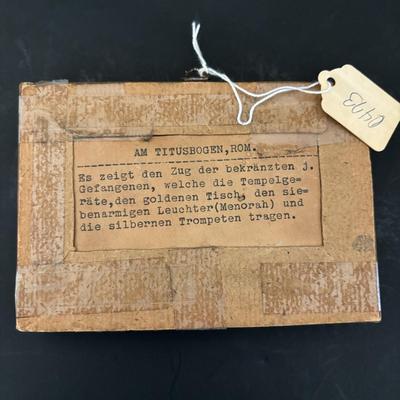 AM TITUSBOGEN,ROM.
Es zeigt den Zug der bekränzten j.
Gefangenen, welche die Tempelge=
räte,den goldenen Tisch, den sie=
benarmigen Leuchter(Menorah) und
die silbernen Trompeten tragen.